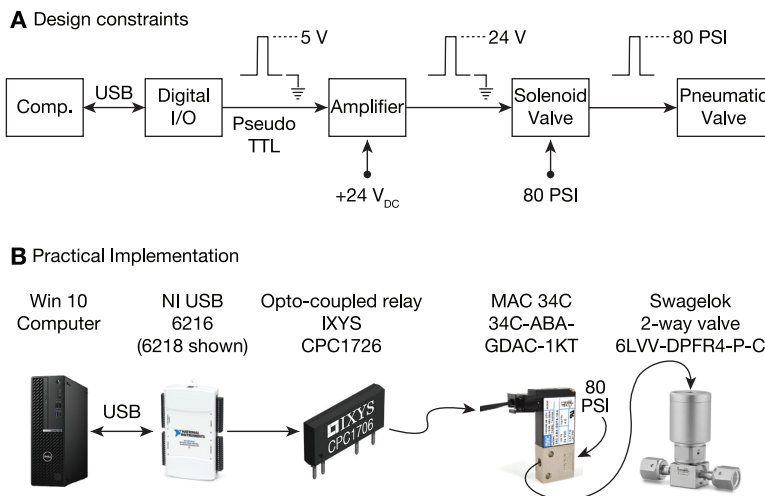 A Design constraints
5 V
24 V
80 PSI
Comp.
USB
Digital
I/O
Pseudo
TTL
Amplifier
Solenoid
Valve
Pneumatic
Valve
+24 VDC
80 PSI
B Practical Implementation
Win 10
Computer
NI USB
6216
(6218 shown)
Opto-coupled relay
IXYS
CPC1726
MAC 34C
34C-ABA-
GDAC-1KT
Swagelok
2-way valve
6LVV-DPFR4-P-C
USB
IXYS
CPC1706
80
PSI